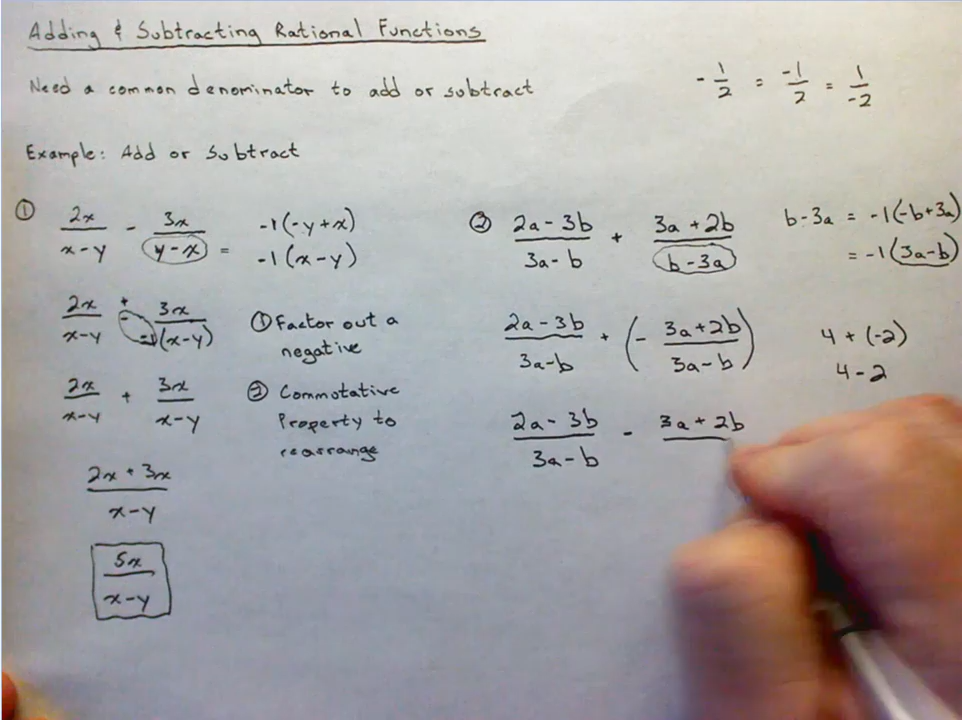 Adding & Subtracting Rational Functions
Need a common denominator to add or subtract
-1/2 = -1/2 = 1/-2
Example: Add or Subtract
① 2x/(x-y) - 3x/(y-x) = -1(-y+x)
-1(x-y)
2x/(x-y) + - 3x/-1(x-y)
① Factor out a
negative
2x/(x-y) + 3x/(x-y)
② Commotative
Property to
rearrange
(2x+3x)/(x-y)
5x/(x-y)
② (2a-3b)/(3a-b) + (3a+2b)/(b-3a)
b-3a = -1(-b+3a)
= -1(3a-b)
(2a-3b)/(3a-b) + (- (3a+2b)/(3a-b))
4 + (-2)
4-2
(2a-3b)/(3a-b) - 3a+2b